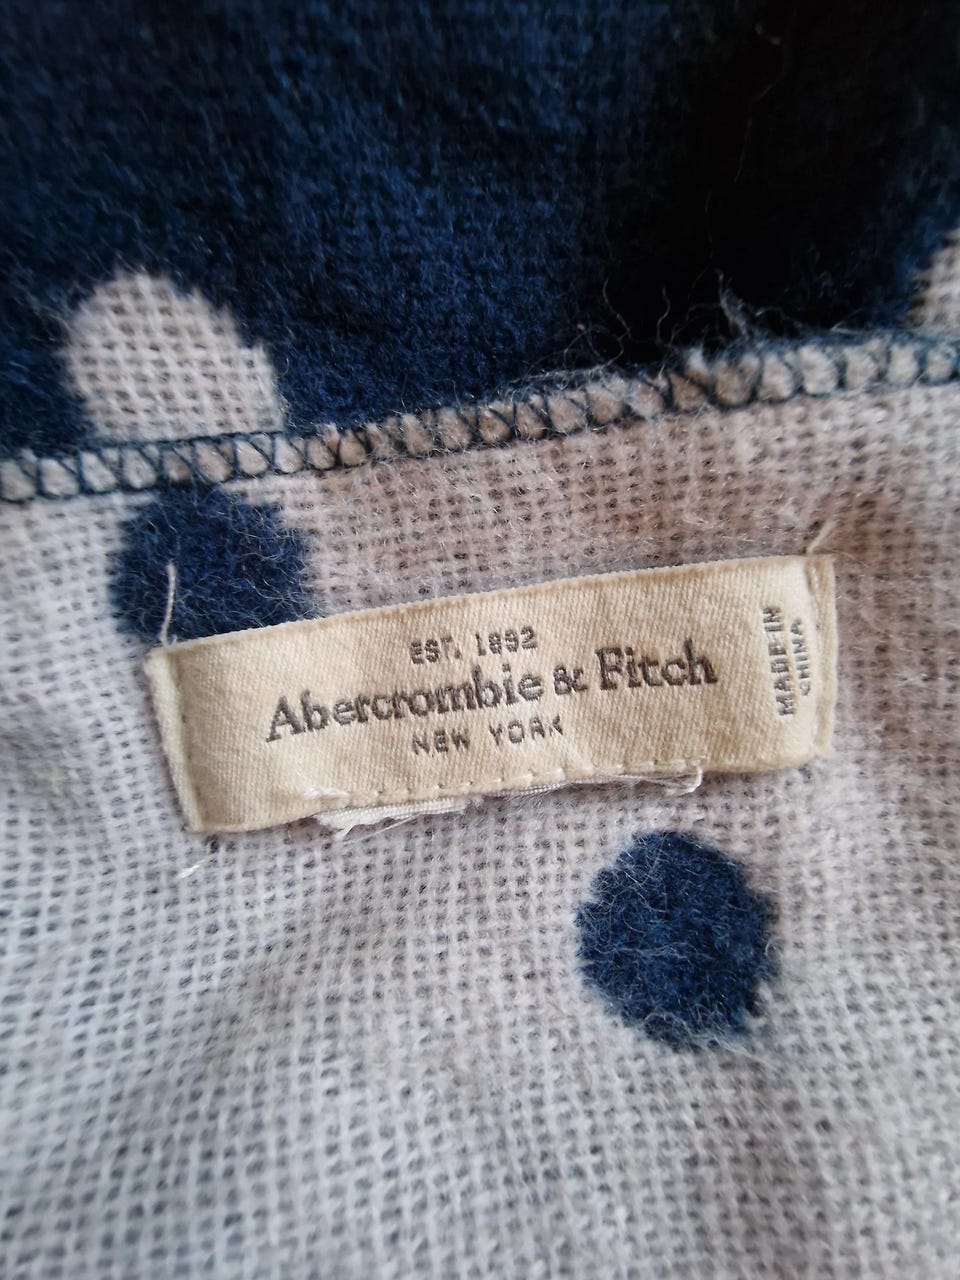 EST. 1892
Abercrombie & Fitch
NEW YORK
MADE IN
CHINA